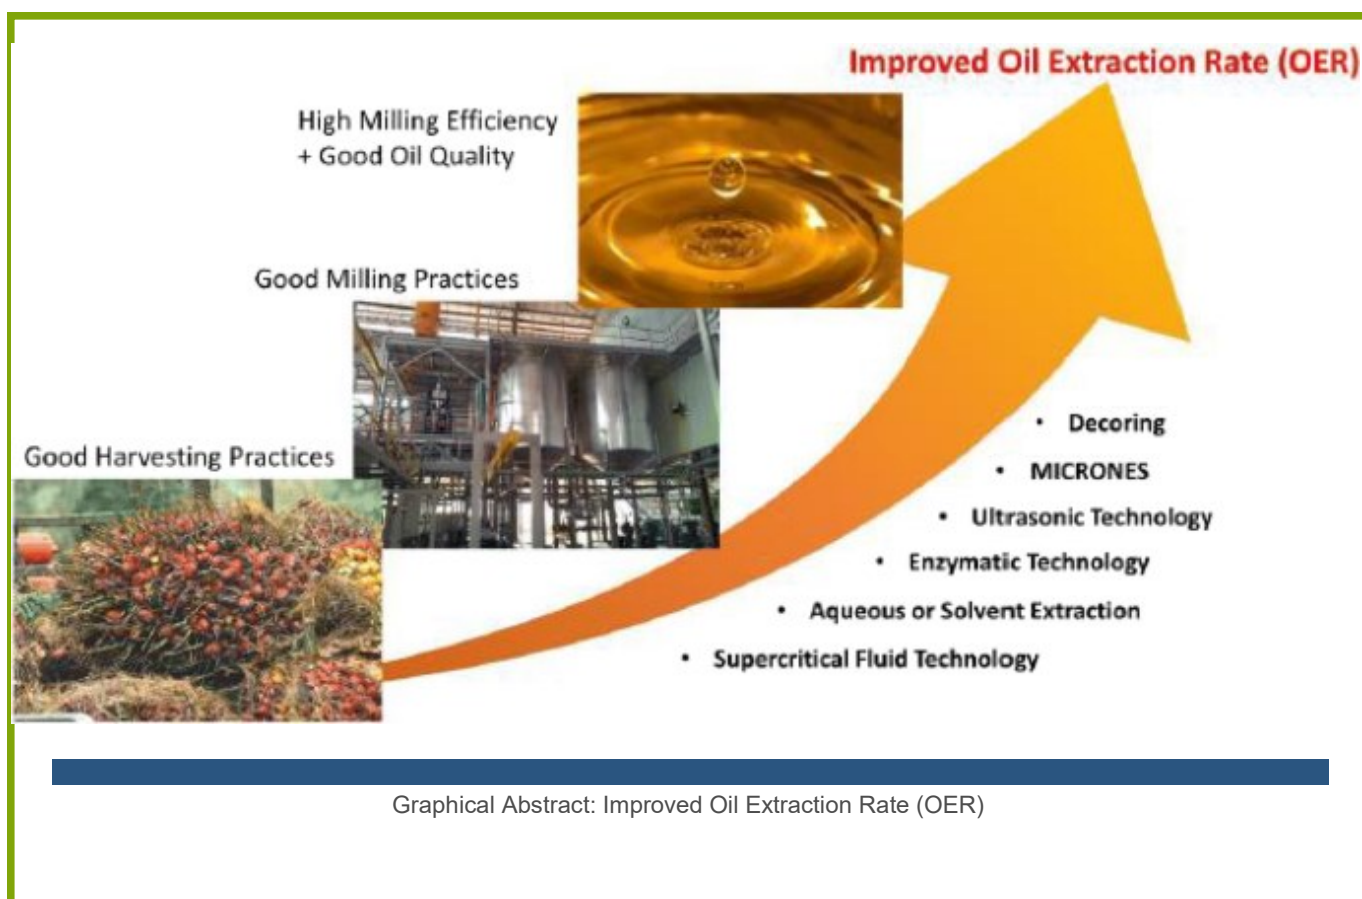 Improved Oil Extraction Rate (OER)
High Milling Efficiency
+ Good Oil Quality
Good Milling Practices
Good Harvesting Practices
• Decoring
• MICRONES
• Ultrasonic Technology
• Enzymatic Technology
• Aqueous or Solvent Extraction
• Supercritical Fluid Technology
Graphical Abstract: Improved Oil Extraction Rate (OER)